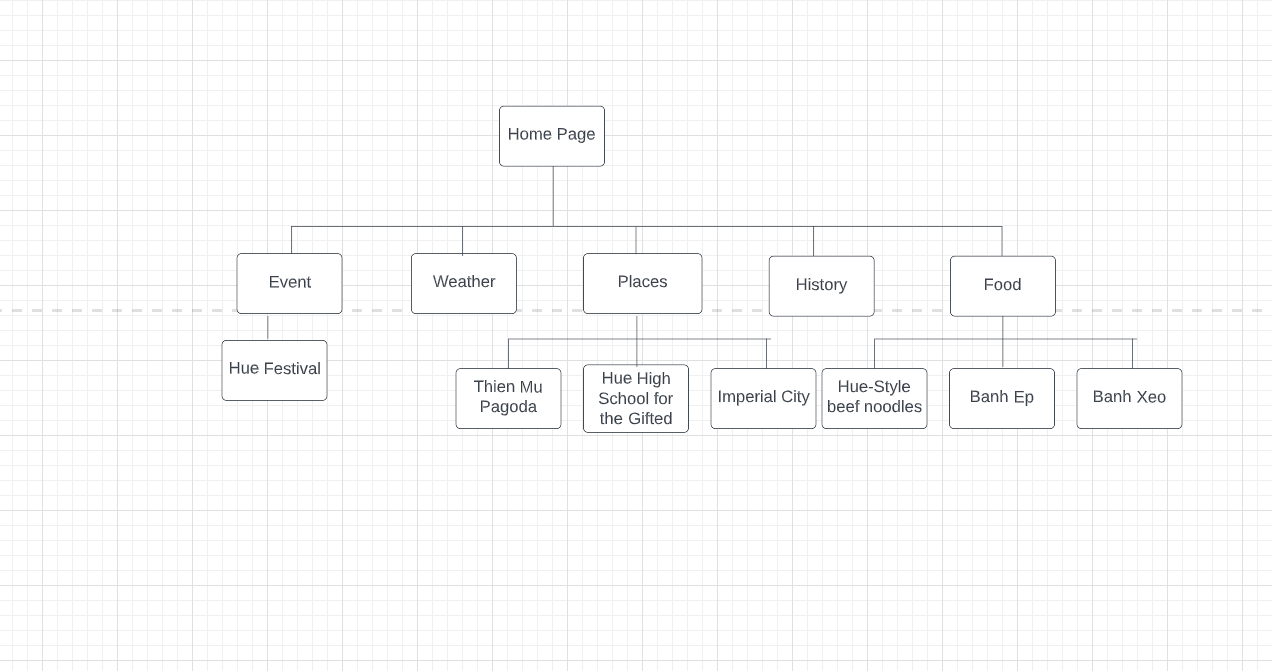 Home Page
Event
Weather
Places
History
Food
Hue Festival
Thien Mu
Pagoda
Hue High
School for
the Gifted
Imperial City
Hue-Style
beef noodles
Banh Ep
Banh Xeo